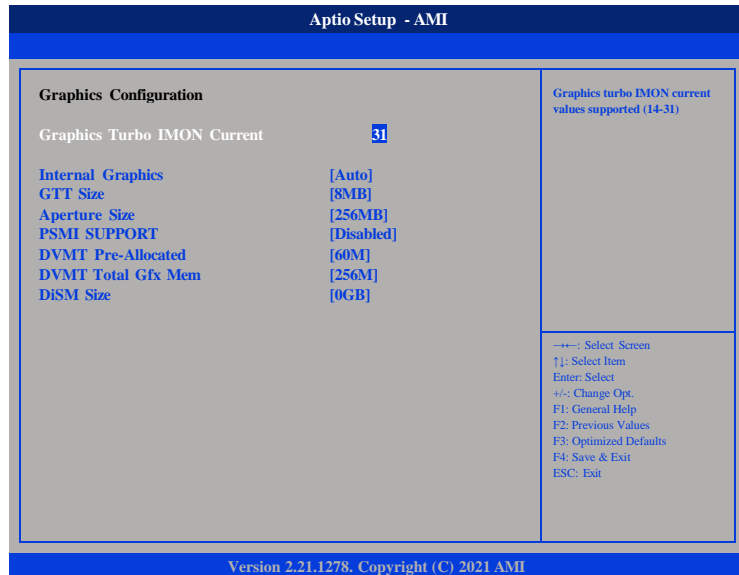 Aptio Setup - AMI
Graphics Configuration
Graphics Turbo IMON Current 31
Internal Graphics [Auto]
GTT Size [8MB]
Aperture Size [256MB]
PSMI SUPPORT [Disabled]
DVMT Pre-Allocated [60M]
DVMT Total Gfx Mem [256M]
DiSM Size [0GB]
Graphics turbo IMON current
values supported (14-31)
→←: Select Screen
↑↓: Select Item
Enter: Select
+/-: Change Opt.
F1: General Help
F2: Previous Values
F3: Optimized Defaults
F4: Save & Exit
ESC: Exit
Version 2.21.1278. Copyright (C) 2021 AMI